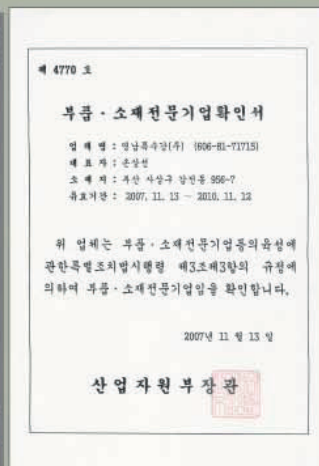 제 4770 호
부품·소재전문기업확인서
업 체 명 : 영남특수강(주) (606-81-71715)
대 표 자 : 손상선
소 재 지 : 부산 사상구 감전동 956-7
유효기간 : 2007. 11. 13 ~ 2010. 11. 12
위 업체는 부품·소재전문기업등의육성에
관한특별조치법시행령 제3조제3항의 규정에
의하여 부품·소재전문기업임을 확인합니다.
2007년 11 월 13 일
산업자원부장관